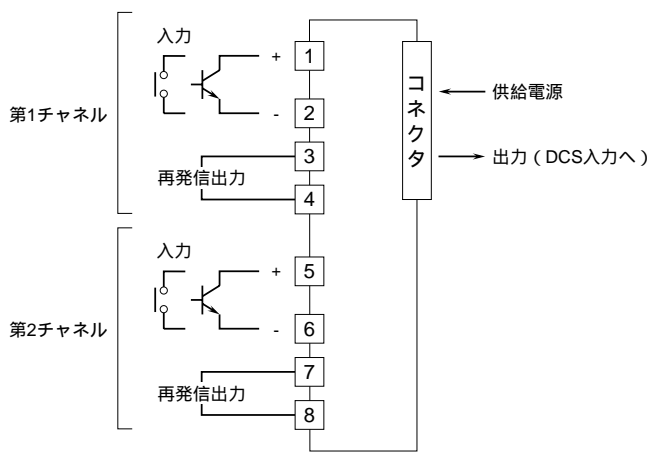 第1チャネル
入力
+
1
-
2
3
再発信出力
4
コネクタ
供給電源
出力（DCS入力へ）
第2チャネル
入力
+
5
-
6
7
再発信出力
8